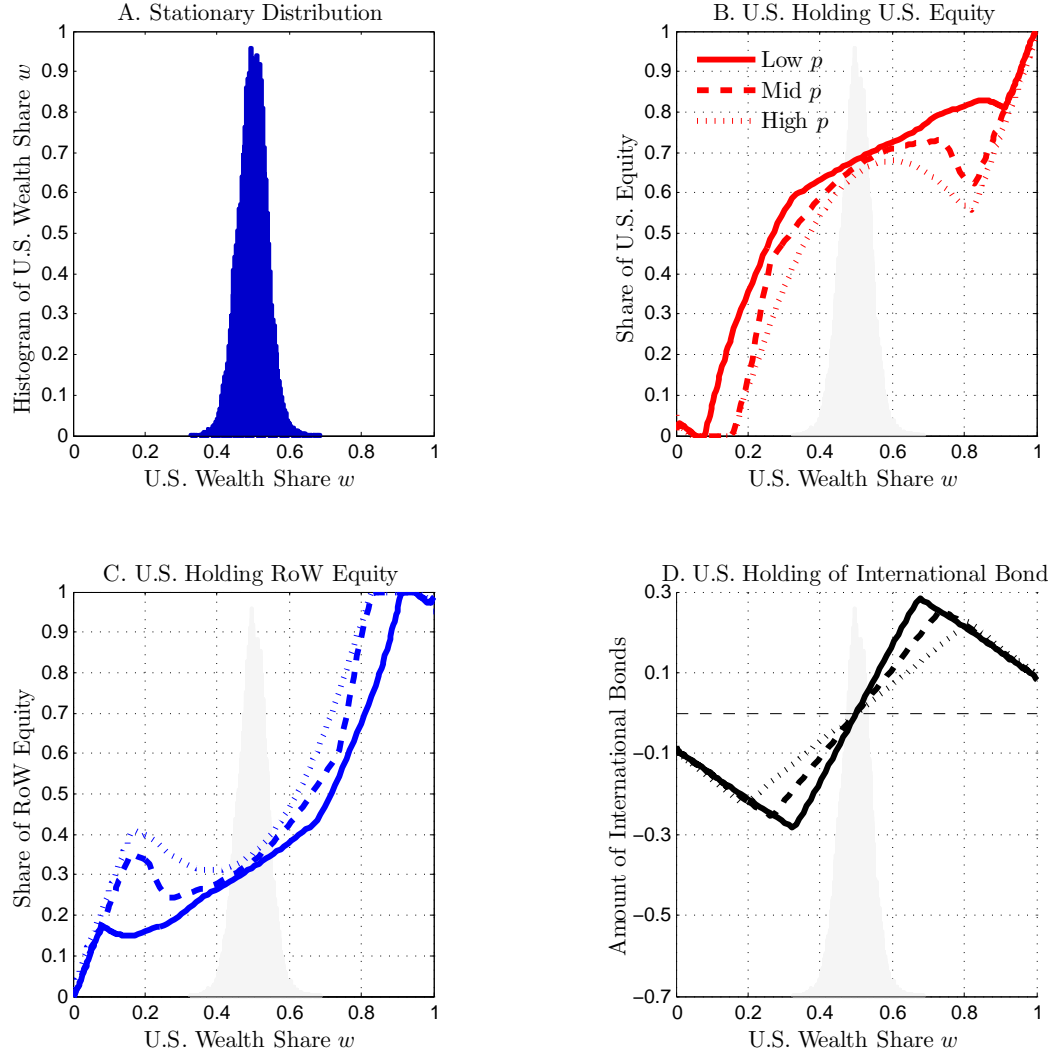 A. Stationary Distribution
Histogram of U.S. Wealth Share w
1
0.9
0.8
0.7
0.6
0.5
0.4
0.3
0.2
0.1
0
0 0.2 0.4 0.6 0.8 1
U.S. Wealth Share w
B. U.S. Holding U.S. Equity
Share of U.S. Equity
1
0.9
0.8
0.7
0.6
0.5
0.4
0.3
0.2
0.1
0
Low p
Mid p
High p
0 0.2 0.4 0.6 0.8 1
U.S. Wealth Share w
C. U.S. Holding RoW Equity
Share of RoW Equity
1
0.9
0.8
0.7
0.6
0.5
0.4
0.3
0.2
0.1
0
0 0.2 0.4 0.6 0.8 1
U.S. Wealth Share w
D. U.S. Holding of International Bond
Amount of International Bonds
0.3
0.1
−0.1
−0.3
−0.5
−0.7
0 0.2 0.4 0.6 0.8 1
U.S. Wealth Share w